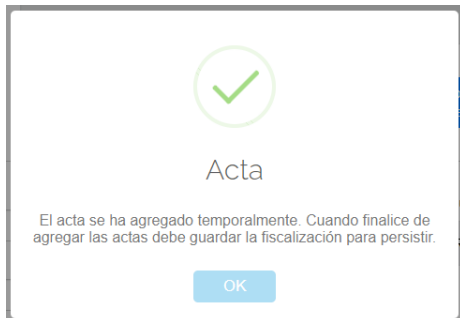 Acta
El acta se ha agregado temporalmente. Cuando finalice de
agregar las actas debe guardar la fiscalización para persistir.
OK